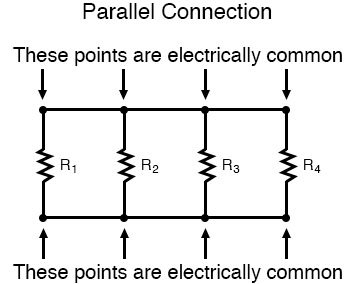 Parallel Connection
These points are electrically common
R1 R2 R3 R4
These points are electrically common